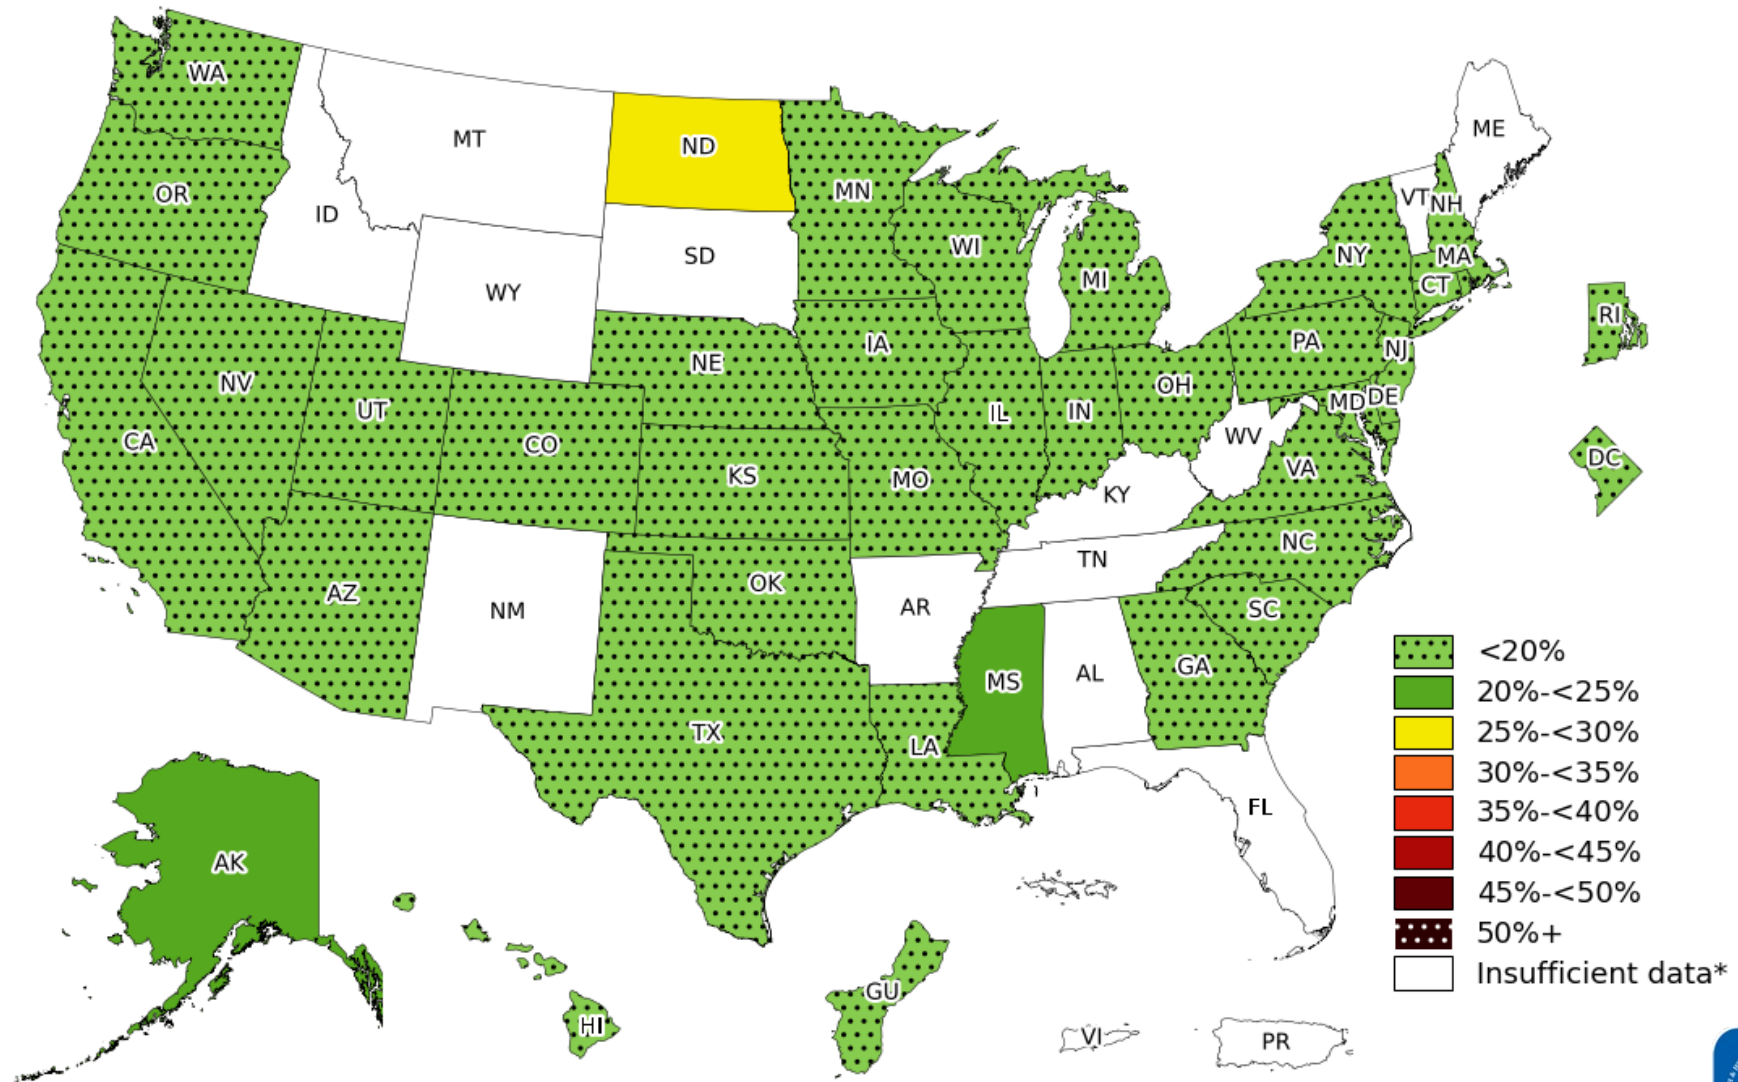 WA
MT
ND
ME
OR
ID
MN
VT
NH
SD
WI
NY
MA
WY
MI
CT
RI
NE
IA
PA
NJ
NV
UT
OH
MD
DE
CA
CO
IL
IN
WV
DC
KS
MO
KY
VA
NC
AZ
OK
TN
NM
AR
SC
MS
AL
GA
TX
LA
FL
AK
GU
HI
VI
PR
<20%
20%-<25%
25%-<30%
30%-<35%
35%-<40%
40%-<45%
45%-<50%
50%+
Insufficient data*